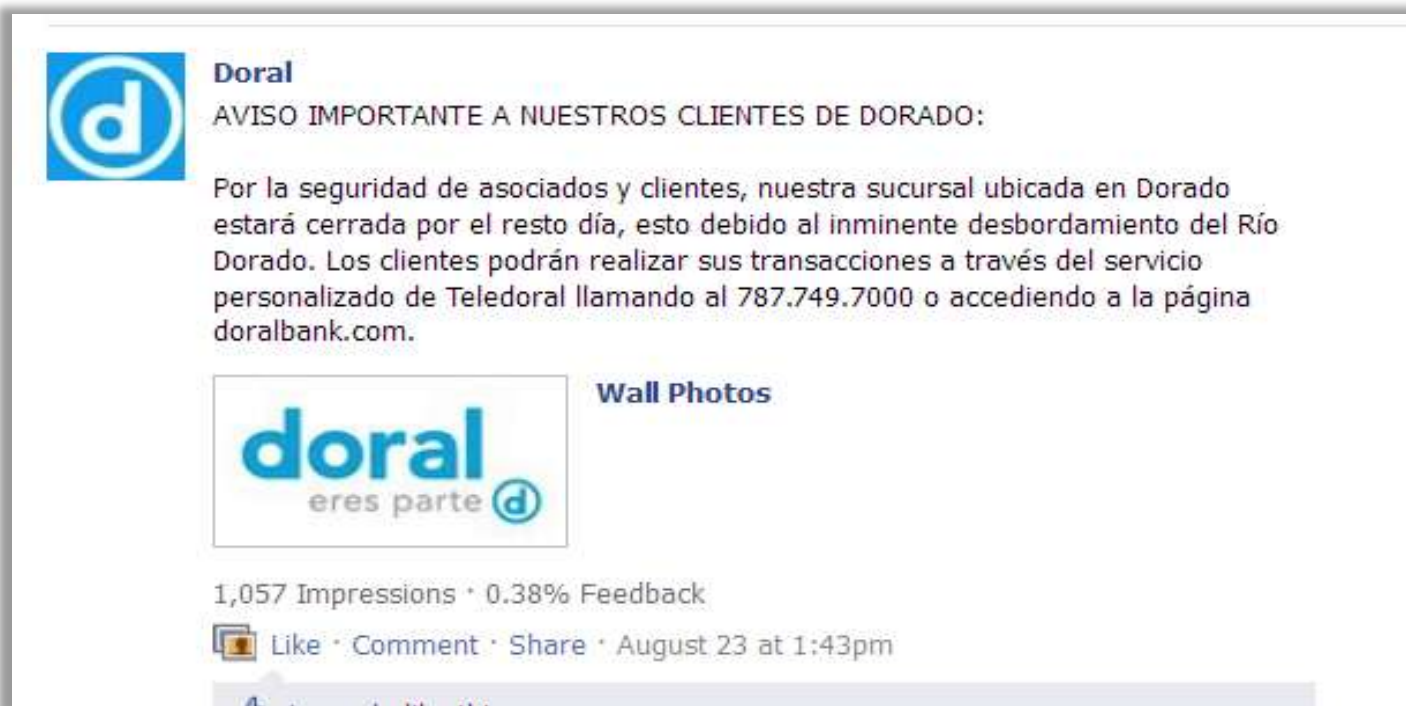 Doral
AVISO IMPORTANTE A NUESTROS CLIENTES DE DORADO:
Por la seguridad de asociados y clientes, nuestra sucursal ubicada en Dorado
estará cerrada por el resto día, esto debido al inminente desbordamiento del Río
Dorado. Los clientes podrán realizar sus transacciones a través del servicio
personalizado de Teledoral llamando al 787.749.7000 o accediendo a la página
doralbank.com.
Wall Photos
doral
eres parte d
1,057 Impressions · 0.38% Feedback
Like · Comment · Share · August 23 at 1:43pm